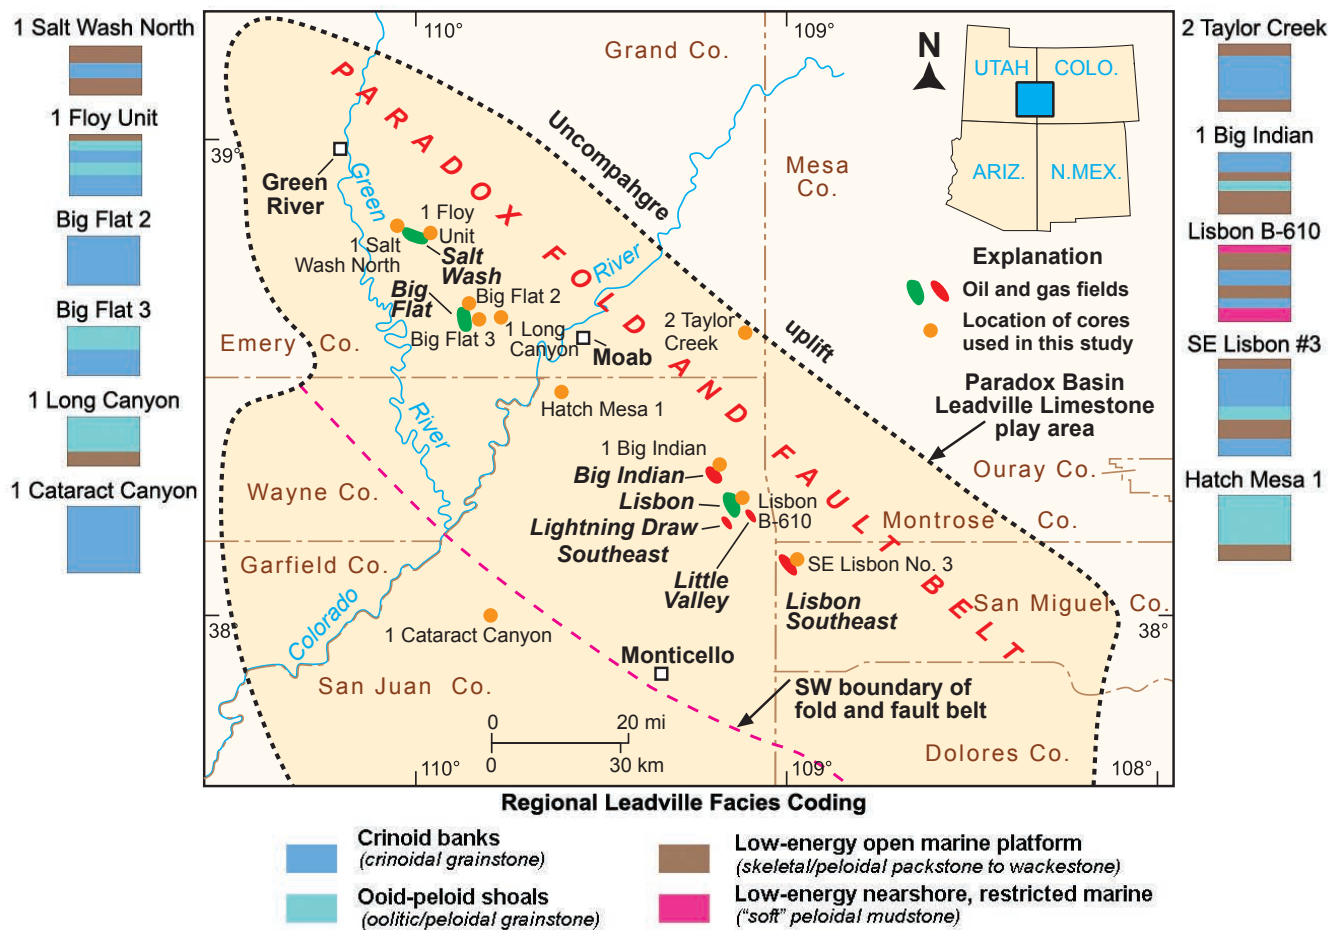 1 Salt Wash North
1 Floy Unit
Big Flat 2
Big Flat 3
1 Long Canyon
1 Cataract Canyon
110°
109°
Grand Co.
N
UTAH
COLO.
ARIZ.
N.MEX.
39°
PARADOX FOLD AND FAULT BELT
Uncompahgre
uplift
Mesa
Co.
Green
River
Green
River
1 Floy
Unit
1 Salt
Wash North
Salt
Wash
River
Explanation
Oil and gas fields
Location of cores
used in this study
Big
Flat
Big Flat 2
Big Flat 3
1 Long
Canyon
Moab
2 Taylor
Creek
Emery Co.
Hatch Mesa 1
Paradox Basin
Leadville Limestone
play area
1 Big Indian
Big Indian
Lisbon
Lisbon
B-610
Lightning Draw
Southeast
Ouray Co.
Wayne Co.
Montrose Co.
Garfield Co.
SE Lisbon No. 3
Little
Valley
Lisbon
Southeast
San Miguel Co.
Colorado
38°
38°
1 Cataract Canyon
Monticello
San Juan Co.
SW boundary of
fold and fault belt
0 20 mi
0 30 km
Dolores Co.
110°
109°
108°
2 Taylor Creek
1 Big Indian
Lisbon B-610
SE Lisbon #3
Hatch Mesa 1
River
Regional Leadville Facies Coding
Crinoid banks
(crinoidal grainstone)
Ooid-peloid shoals
(oolitic/peloidal grainstone)
Low-energy open marine platform
(skeletal/peloidal packstone to wackestone)
Low-energy nearshore, restricted marine
("soft" peloidal mudstone)